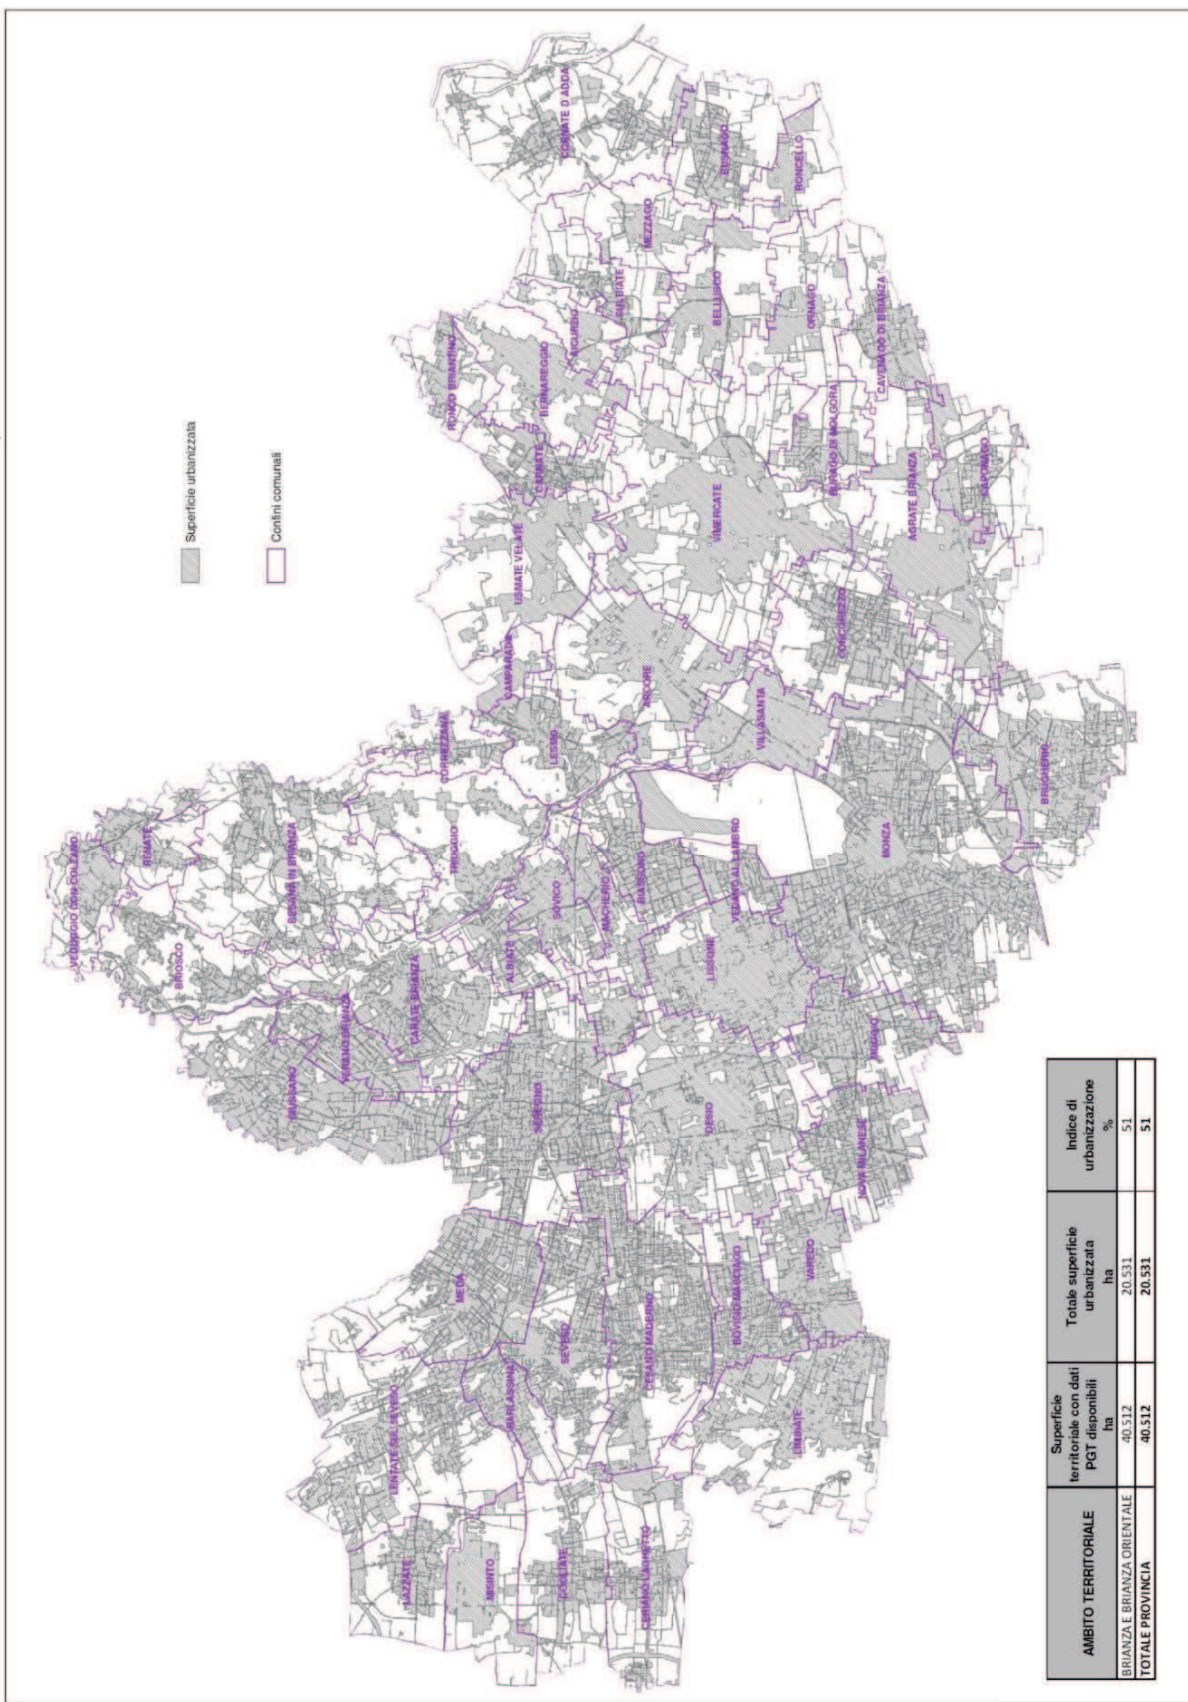 Superficie urbanizzata
Confini comunali
VEDUGGIO CON COLZANO
RENATE
BRIOSCO
BESANA IN BRIANZA
GIUSSANO
VERANO BRIANZA
CARATE BRIANZA
TRIUGGIO
CORREZZANA
ALBIATE
SOVICO
LESMO
CAMPARADA
USMATE VELATE
CARNATE
RONCO BRIANTINO
BERNAREGGIO
AICURZIO
SULBIATE
MEZZAGO
CORNATE D'ADDA
BUSNAGO
RONCELLO
BELLUSCO
ORNAGO
CAVENAGO DI BRIANZA
BURAGO DI MOLGORA
VIMERCATE
AGRATE BRIANZA
CAPONAGO
CONCOREZZO
ARCORE
VILLASANTA
BRUGHERIO
MONZA
MACHERIO
BIASSONO
VEDANO AL LAMBRO
LISSONE
MUGGIO'
SEREGNO
DESIO
NOVA MILANESE
MEDA
SEVESO
CESANO MADERNO
BOVISIO MASCIAGO
VAREDO
LENTATE SUL SEVESO
BARLASSINA
LIMBIATE
LAZZATE
MISINTO
COGLIATE
CERIANO LAGHETTO
AMBITO TERRITORIALE
Superficie
territoriale con dati
PGT disponibili
ha
Totale superficie
urbanizzata
ha
Indice di
urbanizzazione
%
BRIANZA E BRIANZA ORIENTALE 40.512 20.531 51
TOTALE PROVINCIA 40.512 20.531 51